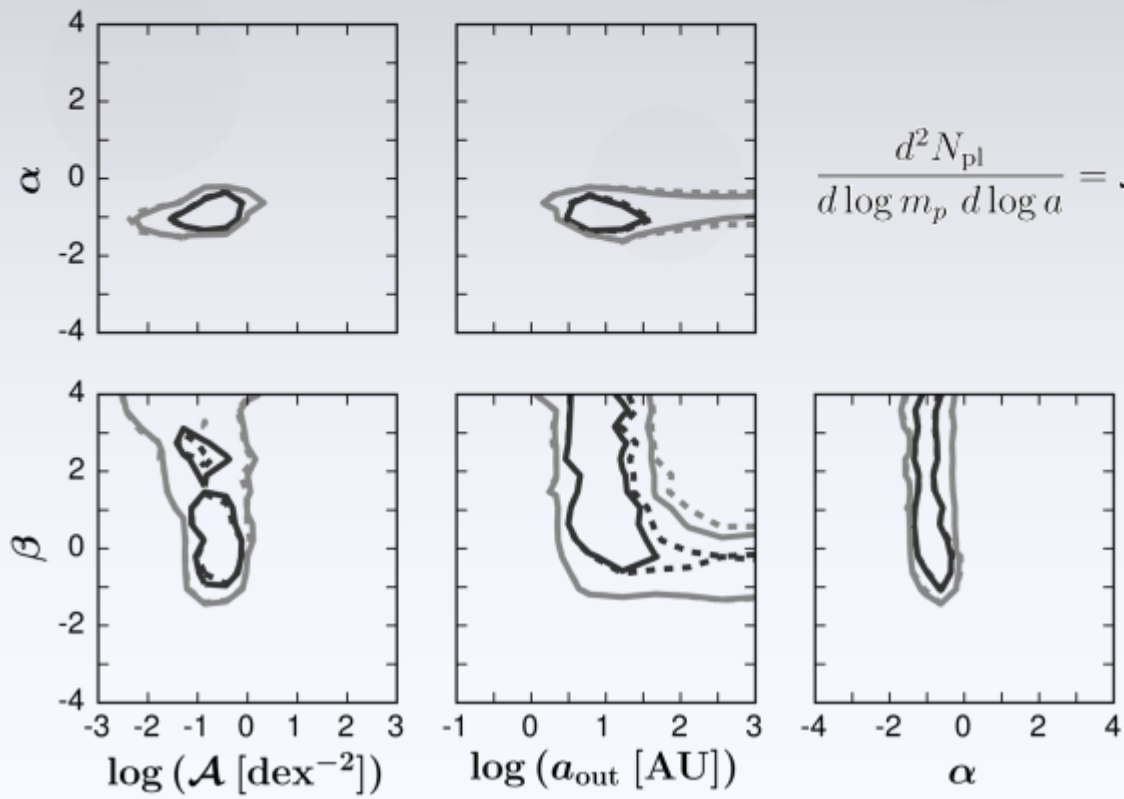 4
2
0
-2
-4
α
d²N_pl
d log m_p d log a
=
4
2
0
-2
-4
β
-3 -2 -1 0 1 2 3
-1 0 1 2 3
-4 -2 0 2 4
log (𝒜 [dex⁻²])
log (a_out [AU])
α